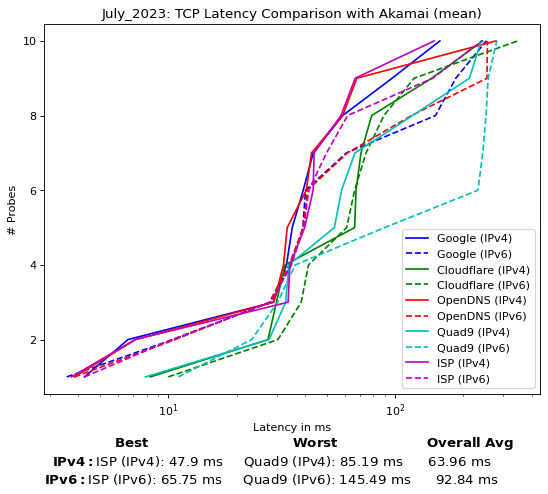 July_2023: TCP Latency Comparison with Akamai (mean)
# Probes
10
8
6
4
2
Google (IPv4)
Google (IPv6)
Cloudflare (IPv4)
Cloudflare (IPv6)
OpenDNS (IPv4)
OpenDNS (IPv6)
Quad9 (IPv4)
Quad9 (IPv6)
ISP (IPv4)
ISP (IPv6)
10¹ 10²
Latency in ms
Best Worst Overall Avg
IPv4: ISP (IPv4): 47.9 ms Quad9 (IPv4): 85.19 ms 63.96 ms
IPv6: ISP (IPv6): 65.75 ms Quad9 (IPv6): 145.49 ms 92.84 ms